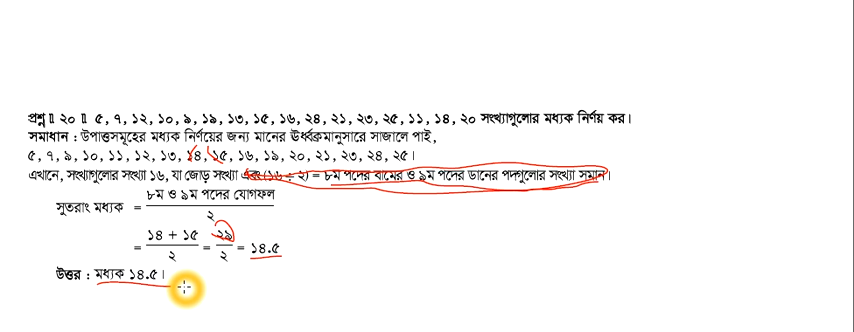 প্রশ্ন ॥ ২০ ॥ ৫, ৭, ১২, ১০, ৯, ১৯, ১৩, ১৫, ১৬, ২৪, ২১, ২৩, ২৫, ১১, ১৪, ২০ সংখ্যাগুলোর মধ্যক নির্ণয় কর।
সমাধান : উপাত্তসমূহের মধ্যক নির্ণয়ের জন্য মানের ঊর্ধ্বক্রমানুসারে সাজালে পাই,
৫, ৭, ৯, ১০, ১১, ১২, ১৩, ১৪, ১৫, ১৬, ১৯, ২০, ২১, ২৩, ২৪, ২৫।
এখানে, সংখ্যাগুলোর সংখ্যা ১৬, যা জোড় সংখ্যা এবং (১৬ ÷ ২) = ৮ম পদের বামের ও ৯ম পদের ডানের পদগুলোর সংখ্যা সমান।
সুতরাং মধ্যক = ৮ম ও ৯ম পদের যোগফল / ২
= ১৪ + ১৫ / ২ = ২৯ / ২ = ১৪.৫
উত্তর : মধ্যক ১৪.৫।